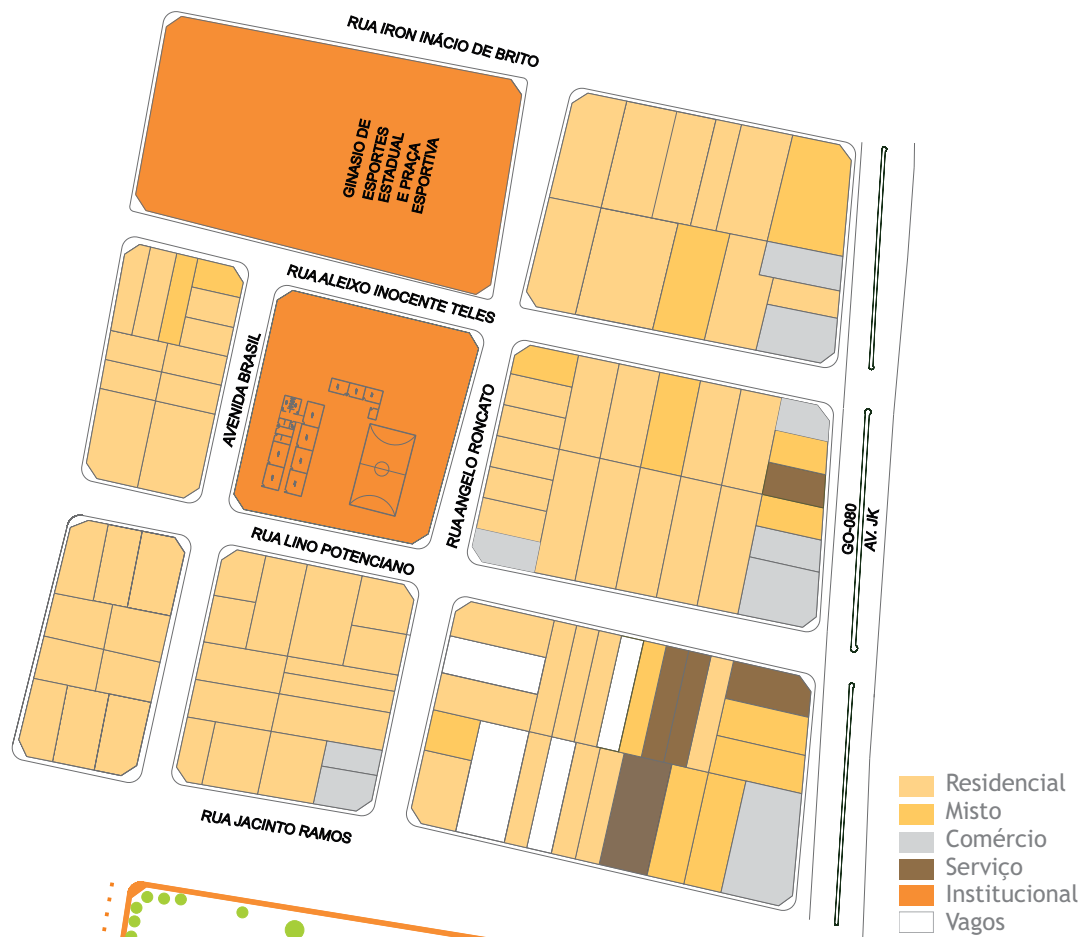 RUA IRON INÁCIO DE BRITO
GINASIO DE
ESPORTES
ESTADUAL
E PRAÇA
ESPORTIVA
RUA ALEIXO INOCENTE TELES
AVENIDA BRASIL
RUA ANGELO RONCATO
RUA LINO POTENCIANO
GO-080
AV. JK
RUA JACINTO RAMOS
Residencial
Misto
Comércio
Serviço
Institucional
Vagos